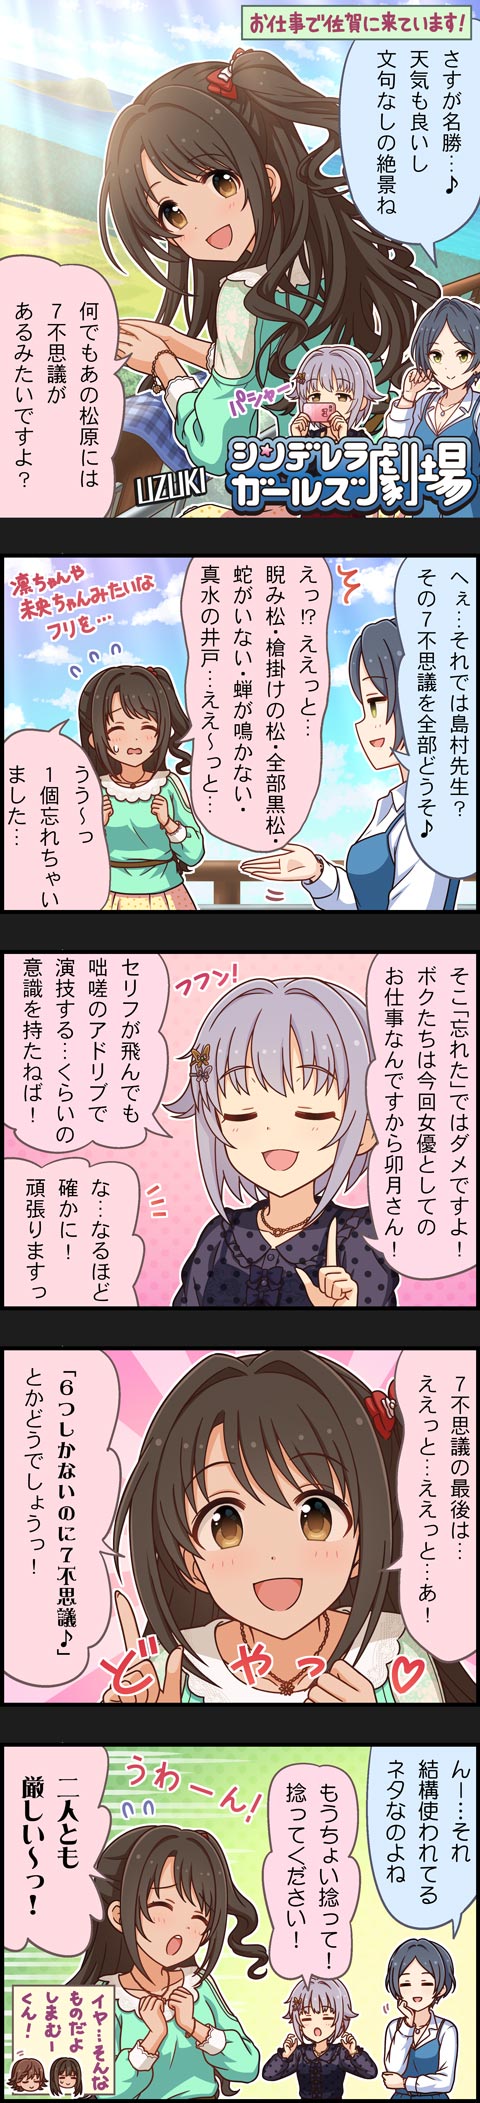 お仕事で佐賀に来ています！
さすが名勝…♪
天気も良いし
文句なしの絶景ね
何でもあの松原には
７不思議が
あるみたいですよ？
パシャ
UZUKI
シンデレラ
ガールズ劇場
へぇ…それでは島村先生？
その７不思議を全部どうぞ♪
えっ!? ええっと…
睨み松・槍掛けの松・全部黒松・
蛇がいない・蝉が鳴かない・
真水の井戸…ええ〜っと…
凛ちゃんや
未央ちゃんみたいな
フリを…
うう〜っ
１個忘れちゃい
ました…
そこ「忘れた」ではダメですよ！
ボクたちは今回女優としての
お仕事なんですから卯月さん！
フフン！
セリフが飛んでも
咄嗟のアドリブで
演技する…くらいの
意識を持たねば！
な…なるほど
確かに！
頑張りますっ
７不思議の最後は…
ええっと…ええっと…あ！
「６つしかないのに７不思議♪」
とかどうでしょうっ！
どやっ♡
んー…それ
結構使われてる
ネタなのよね
もうちょい捻って！
捻ってください！
うわーん！
二人とも
厳しい〜っ！
イヤ…そんな
ものだよ
しまむー
くん！